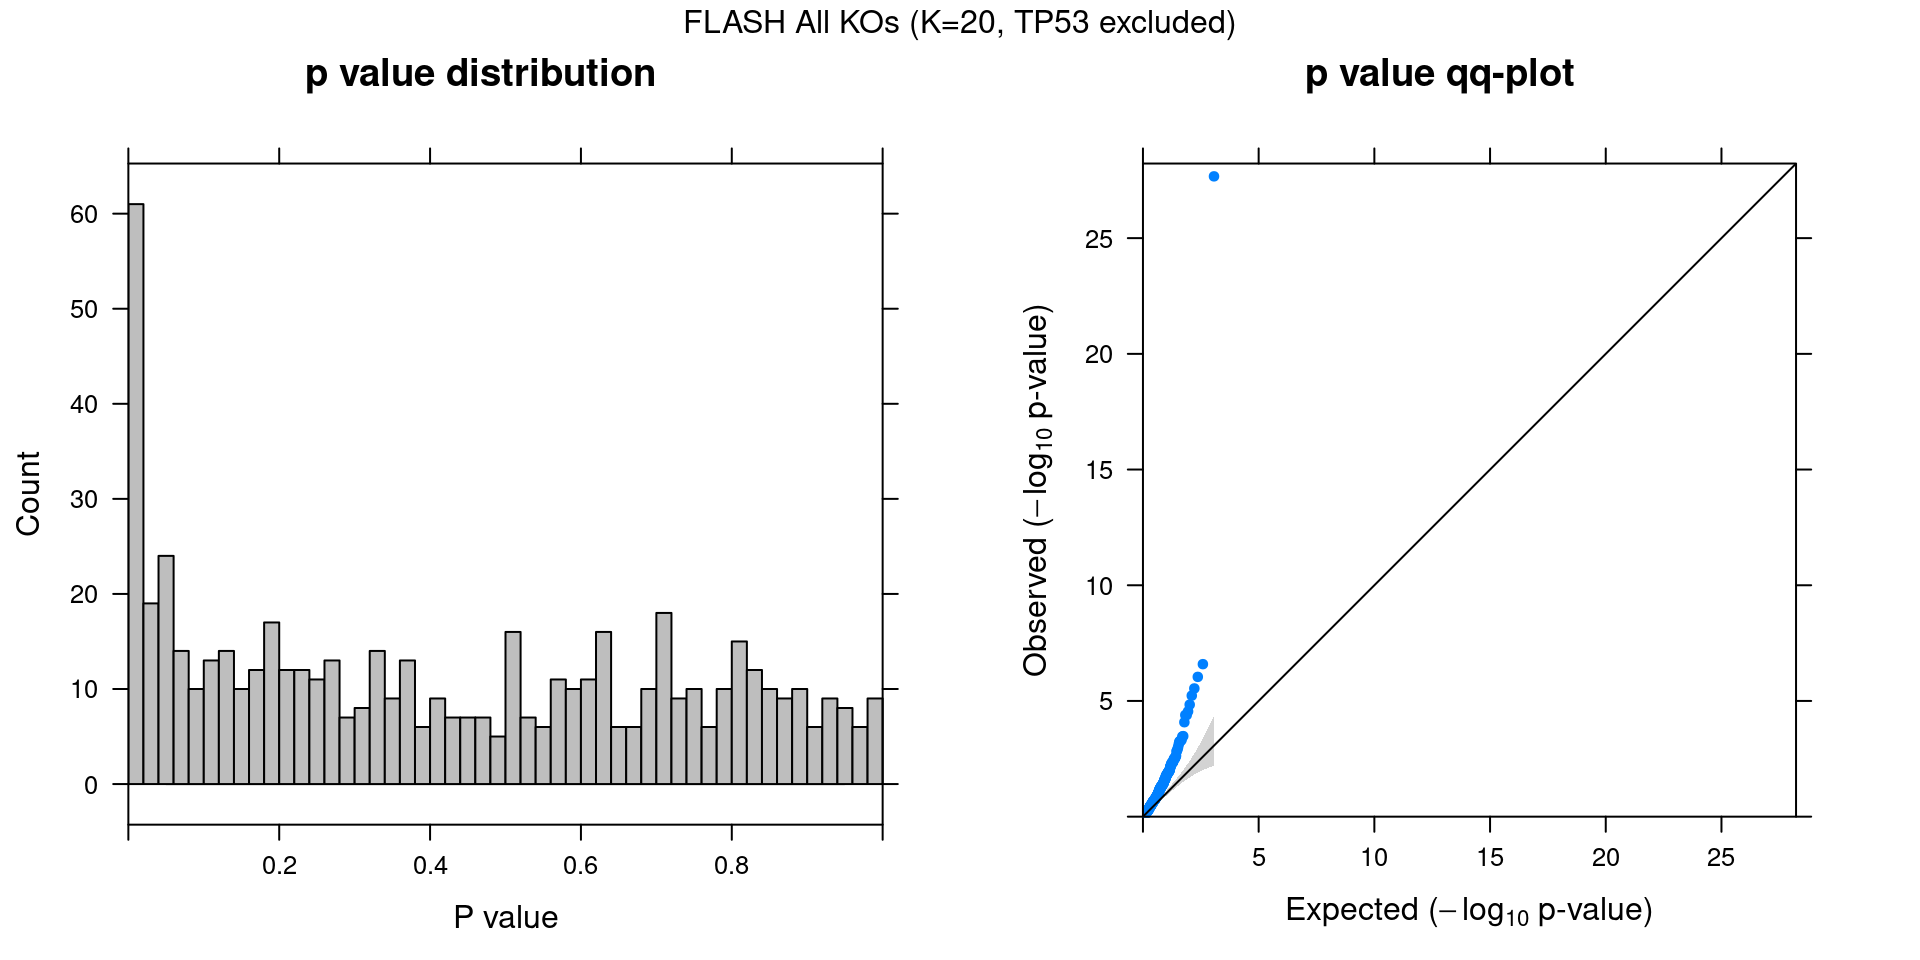 FLASH All KOs (K=20, TP53 excluded)
p value distribution
60
50
40
30
20
10
0
Count
0.2 0.4 0.6 0.8
P value
p value qq-plot
25
20
15
10
5
Observed (−log10 p-value)
5 10 15 20 25
Expected (−log10 p-value)